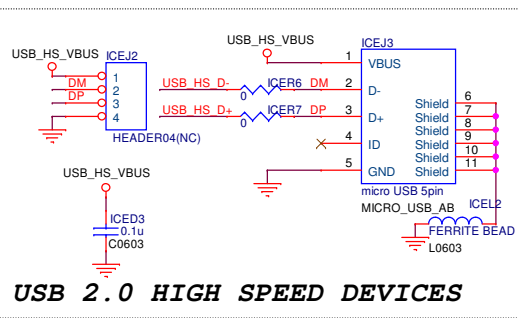 USB_HS_VBUS
ICEJ2
1
DM
2
DP
3
4
HEADER04(NC)
USB_HS_VBUS
ICEJ3
1
VBUS
USB_HS_D-
ICER6
DM
2
D-
0
USB_HS_D+
ICER7
DP
3
D+
0
4
ID
5
GND
Shield
6
Shield
7
Shield
8
Shield
9
Shield
10
Shield
11
micro USB 5pin
MICRO_USB_AB
ICEL2
FERRITE BEAD
L0603
USB_HS_VBUS
ICED3
0.1u
C0603
USB 2.0 HIGH SPEED DEVICES